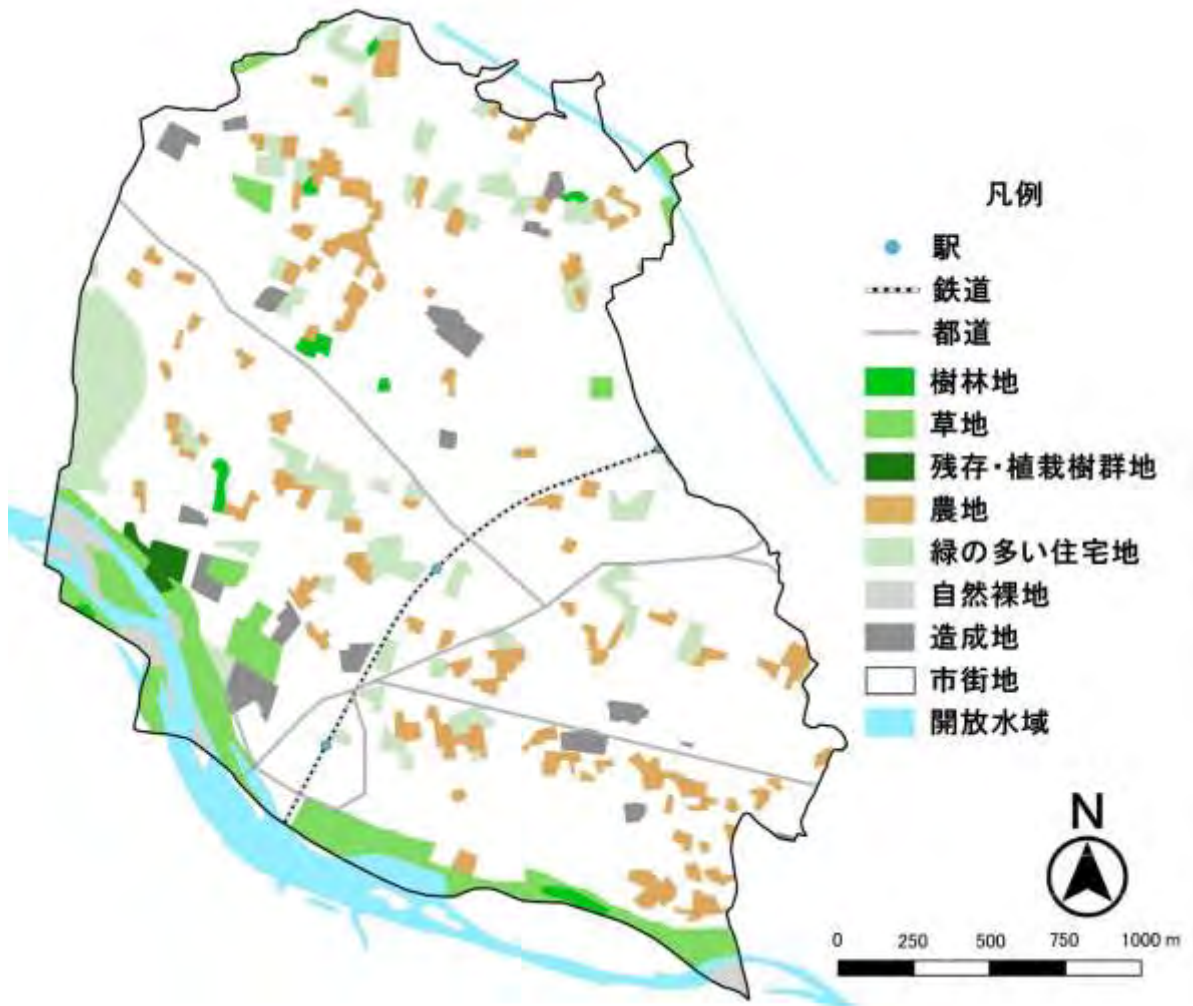 凡例
駅
鉄道
都道
樹林地
草地
残存・植栽樹群地
農地
緑の多い住宅地
自然裸地
造成地
市街地
開放水域
N
0 250 500 750 1000 m